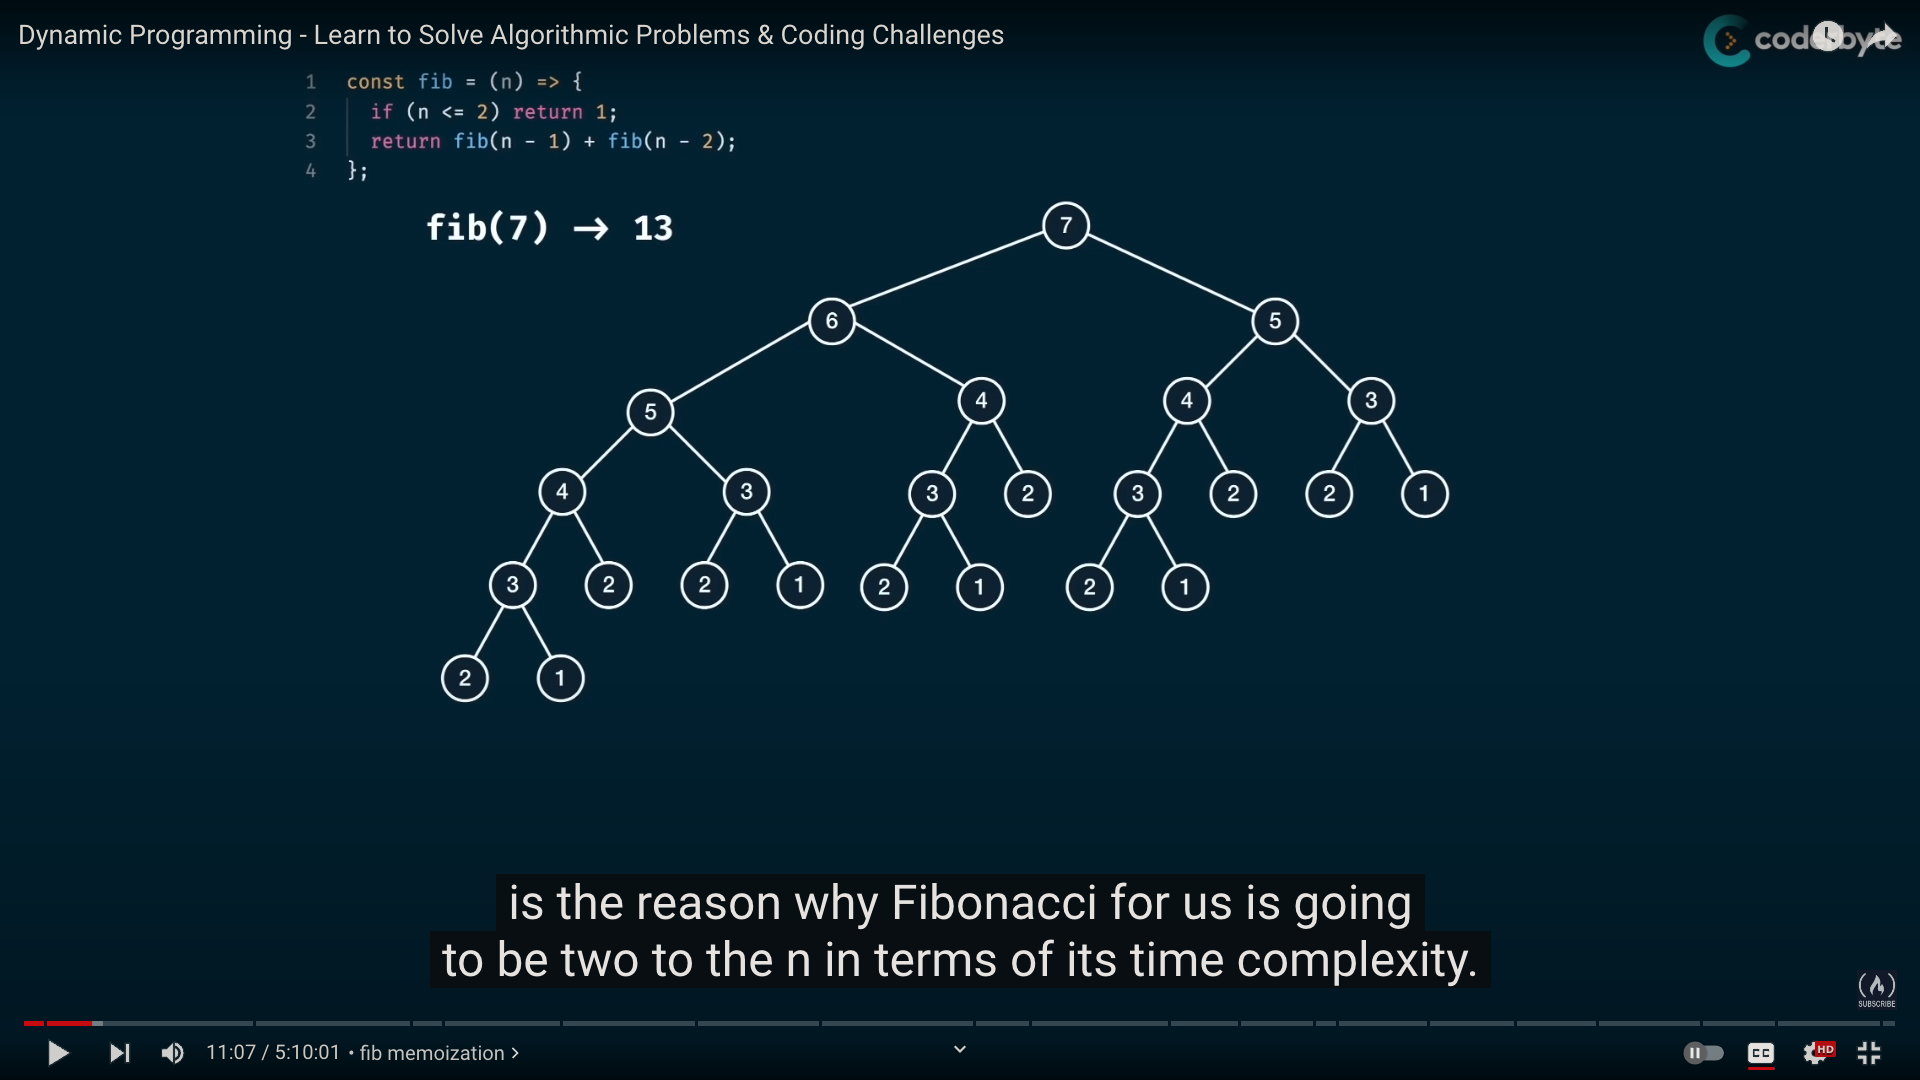 Dynamic Programming - Learn to Solve Algorithmic Problems & Coding Challenges
coderbyte
1 const fib = (n) => {
2 if (n <= 2) return 1;
3 return fib(n - 1) + fib(n - 2);
4 };
fib(7) → 13
7
6 5
5 4 4 3
4 3 3 2 3 2 2 1
3 2 2 1 2 1 2 1
2 1
is the reason why Fibonacci for us is going
to be two to the n in terms of its time complexity.
SUBSCRIBE
11:07 / 5:10:01 • fib memoization >
CC
HD